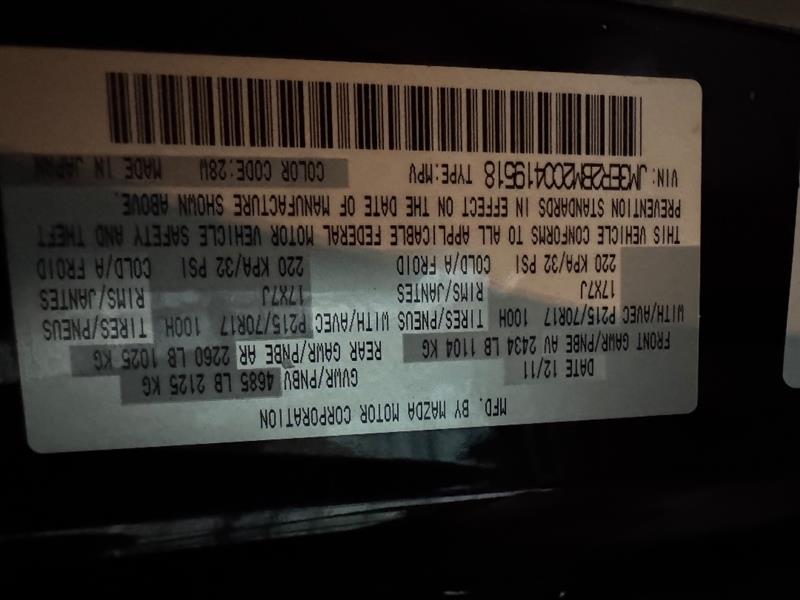 MFD. BY MAZDA MOTOR CORPORATION
DATE 12/11 GVWR/PNBV 4685 LB 2125 KG
FRONT GAWR/PNBE AV 2434 LB 1104 KG REAR GAWR/PNBE AR 2260 LB 1025 KG
WITH/AVEC P215/70R17 100H TIRES/PNEUS WITH/AVEC P215/70R17 100H TIRES/PNEUS
17X7J RIMS/JANTES 17X7J RIMS/JANTES
220 KPA/32 PSI COLD/A FROID 220 KPA/32 PSI COLD/A FROID
THIS VEHICLE CONFORMS TO ALL APPLICABLE FEDERAL MOTOR VEHICLE SAFETY AND THEFT
PREVENTION STANDARDS IN EFFECT ON THE DATE OF MANUFACTURE SHOWN ABOVE.
VIN: TYPE:MPV COLOR CODE:28W MADE IN JAPAN